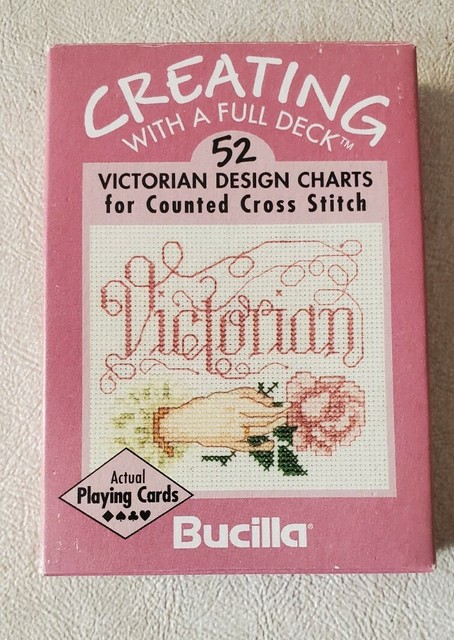 CREATING
WITH A FULL DECK™
52
VICTORIAN DESIGN CHARTS
for Counted Cross Stitch
Victorian
Actual
Playing Cards
♦♠♣♥
Bucilla®